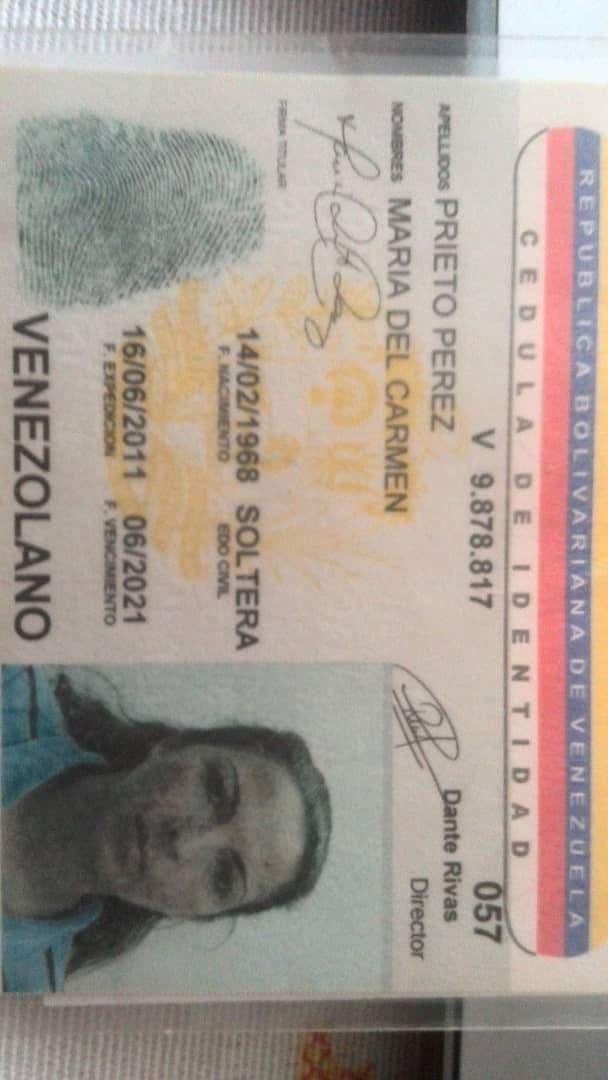 REPUBLICA BOLIVARIANA DE VENEZUELA
CEDULA DE IDENTIDAD
V 9.878.817
057
APELLIDOS PRIETO PEREZ
Dante Rivas
Director
NOMBRES MARIA DEL CARMEN
FIRMA TITULAR
14/02/1968 SOLTERA
F. NACIMIENTO EDO CIVIL
16/06/2011 06/2021
F. EXPEDICION F. VENCIMIENTO
VENEZOLANO